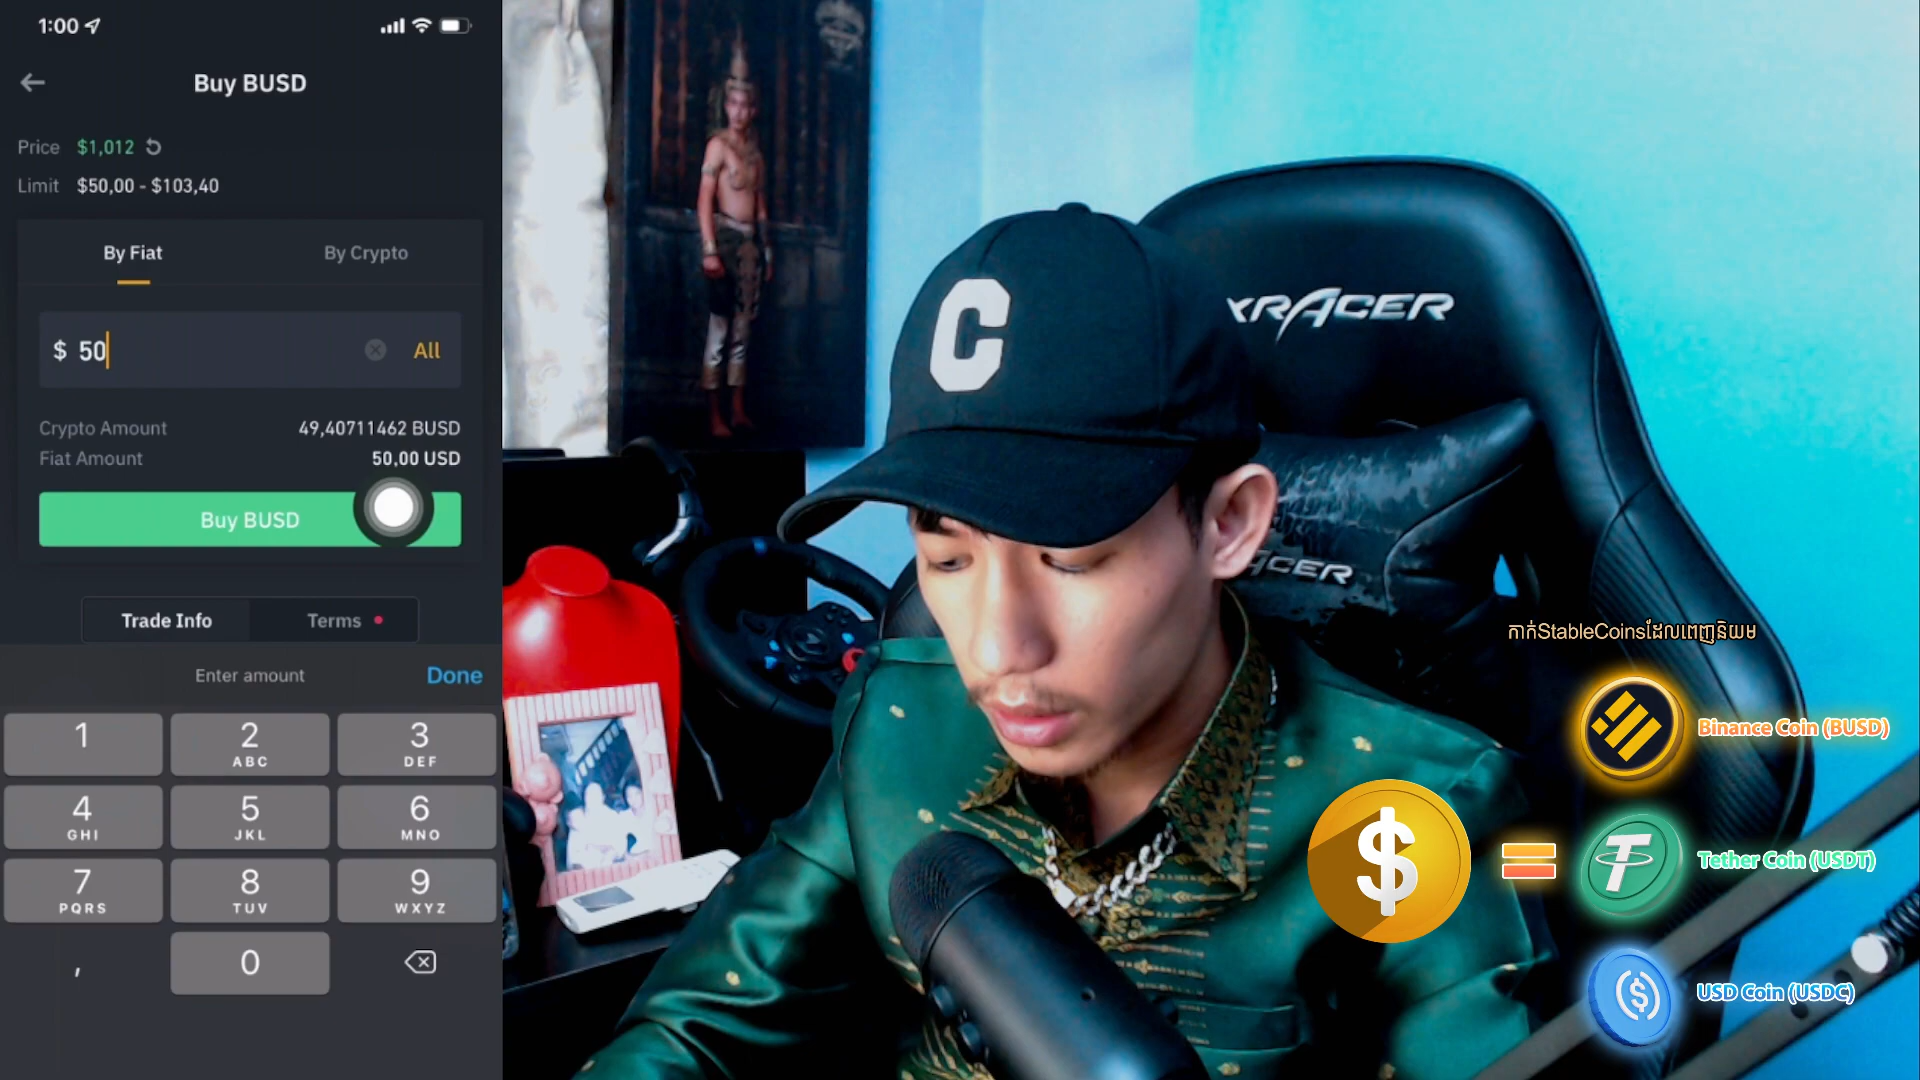 1:00
Buy BUSD
Price $1,012
Limit $50,00 - $103,40
By Fiat By Crypto
$ 50 All
Crypto Amount 49,40711462 BUSD
Fiat Amount 50,00 USD
Buy BUSD
Trade Info Terms
Enter amount Done
1 2 ABC 3 DEF
4 GHI 5 JKL 6 MNO
7 PQRS 8 TUV 9 WXYZ
, 0
C
XRACER
RACER
កាក់StableCoinsដែលពេញនិយម
Binance Coin (BUSD)
$
Tether Coin (USDT)
USD Coin (USDC)